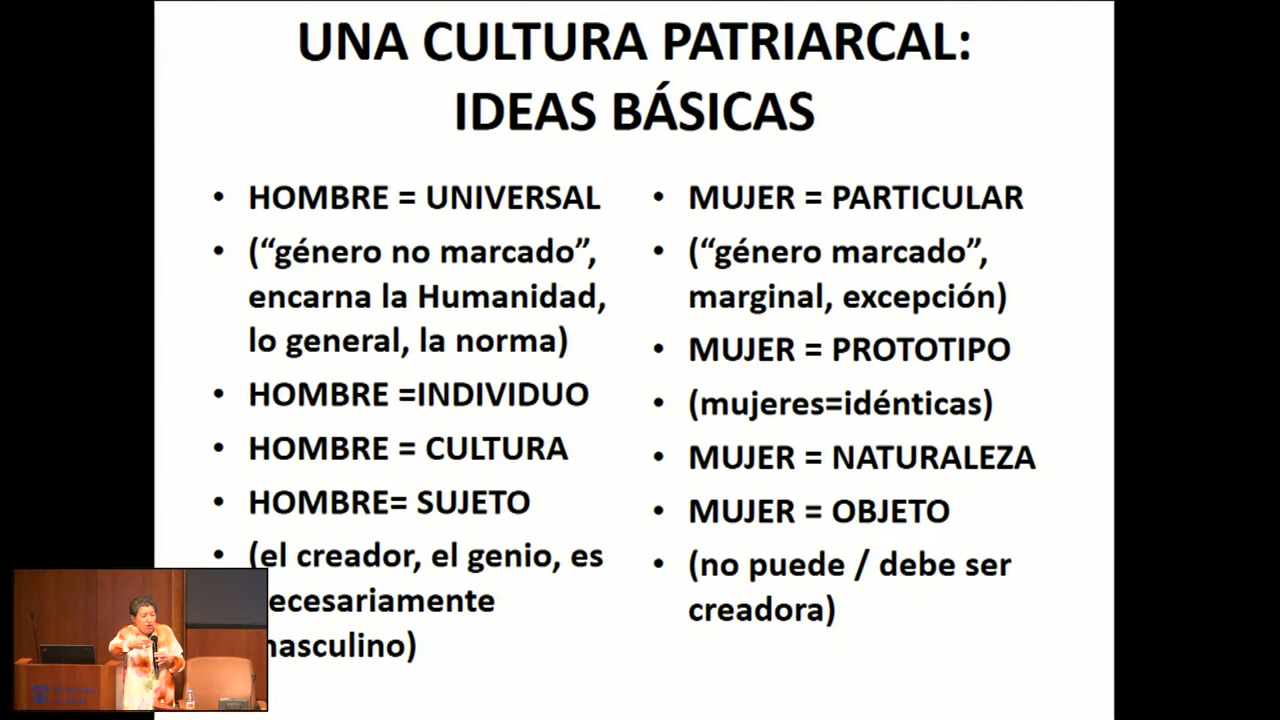 UNA CULTURA PATRIARCAL:
IDEAS BÁSICAS
• HOMBRE = UNIVERSAL
• (“género no marcado”,
encarna la Humanidad,
lo general, la norma)
• HOMBRE =INDIVIDUO
• HOMBRE = CULTURA
• HOMBRE= SUJETO
• (el creador, el genio, es
ecesariamente
asculino)
• MUJER = PARTICULAR
• (“género marcado”,
marginal, excepción)
• MUJER = PROTOTIPO
• (mujeres=idénticas)
• MUJER = NATURALEZA
• MUJER = OBJETO
• (no puede / debe ser
creadora)